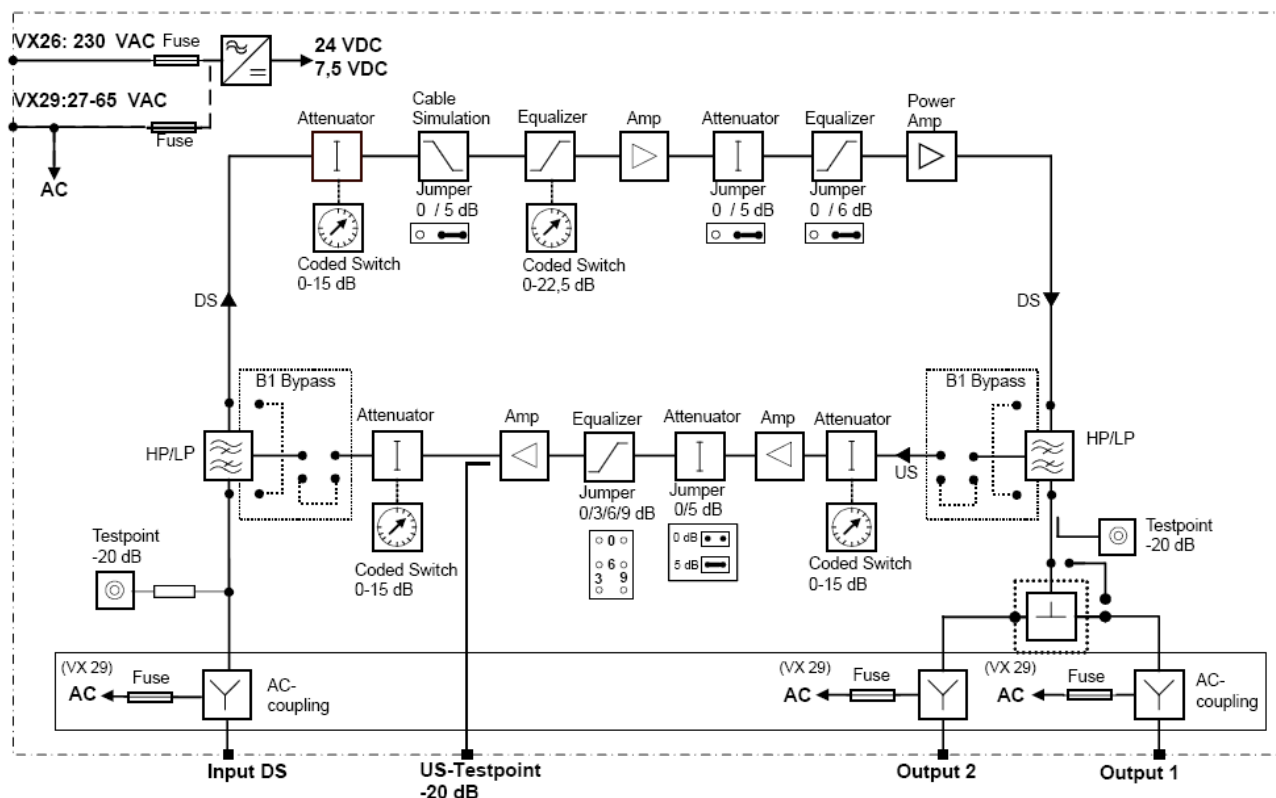 VX26: 230 VAC
Fuse
24 VDC
7,5 VDC
VX29:27-65 VAC
Fuse
AC
Attenuator
Cable
Simulation
Equalizer
Amp
Attenuator
Equalizer
Power
Amp
Jumper
0 / 5 dB
Jumper
0 / 5 dB
Jumper
0 / 6 dB
Coded Switch
0-15 dB
Coded Switch
0-22,5 dB
DS
DS
B1 Bypass
Attenuator
Amp
Equalizer
Attenuator
Amp
Attenuator
B1 Bypass
HP/LP
HP/LP
US
Jumper
0/3/6/9 dB
Jumper
0/5 dB
0
6
3 9
0 dB
5 dB
Testpoint
-20 dB
Coded Switch
0-15 dB
Coded Switch
0-15 dB
Testpoint
-20 dB
(VX 29)
AC
Fuse
AC-
coupling
(VX 29)
AC
Fuse
(VX 29)
AC
Fuse
AC-
coupling
Input DS
US-Testpoint
-20 dB
Output 2
Output 1